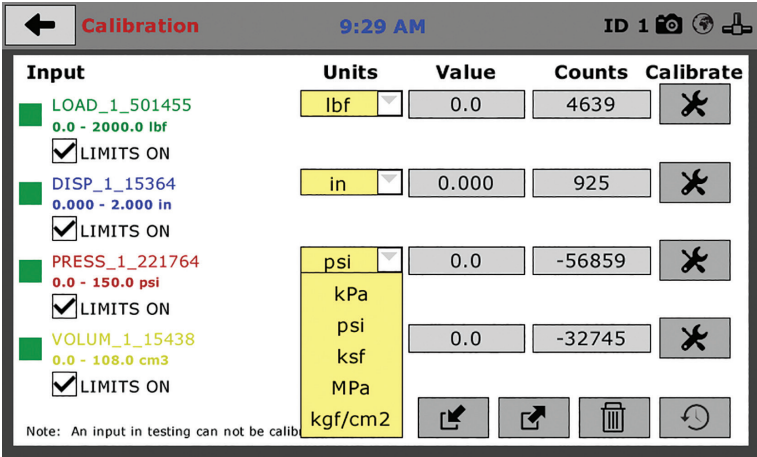 Calibration 9:29 AM ID 1
Input Units Value Counts Calibrate
LOAD_1_501455 lbf 0.0 4639
0.0 - 2000.0 lbf
LIMITS ON
DISP_1_15364 in 0.000 925
0.000 - 2.000 in
LIMITS ON
PRESS_1_221764 psi 0.0 -56859
0.0 - 150.0 psi
LIMITS ON
kPa
psi
ksf
MPa
kgf/cm2
VOLUM_1_15438 0.0 -32745
0.0 - 108.0 cm3
LIMITS ON
Note: An input in testing can not be